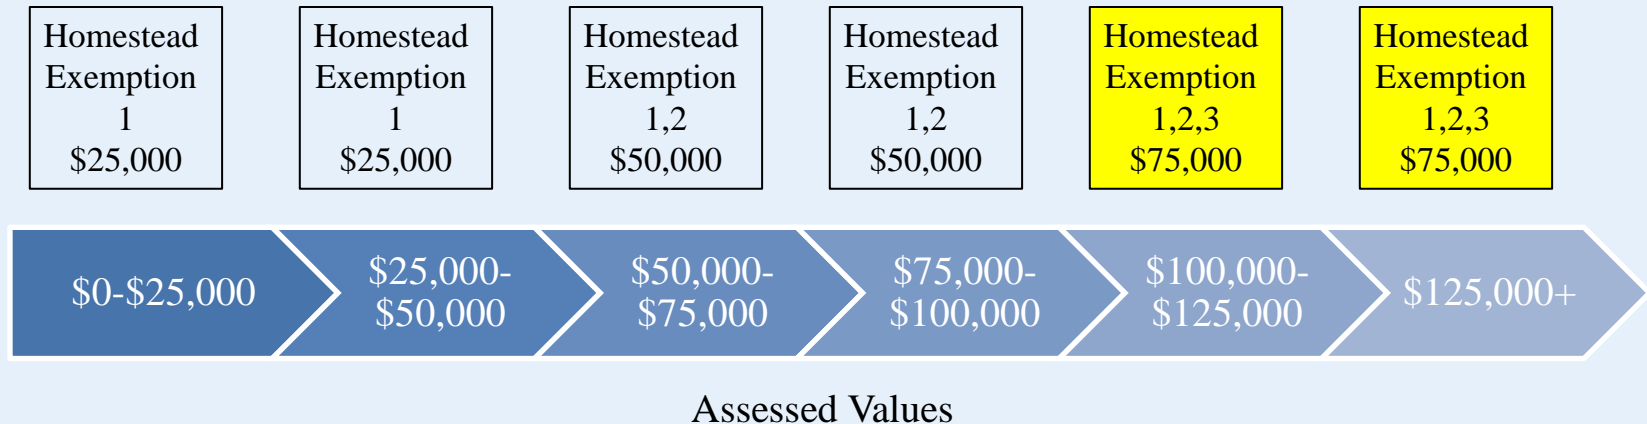 Homestead
Exemption
1
$25,000
Homestead
Exemption
1
$25,000
Homestead
Exemption
1,2
$50,000
Homestead
Exemption
1,2
$50,000
Homestead
Exemption
1,2,3
$75,000
Homestead
Exemption
1,2,3
$75,000
$0-$25,000
$25,000-
$50,000
$50,000-
$75,000
$75,000-
$100,000
$100,000-
$125,000
$125,000+
Assessed Values